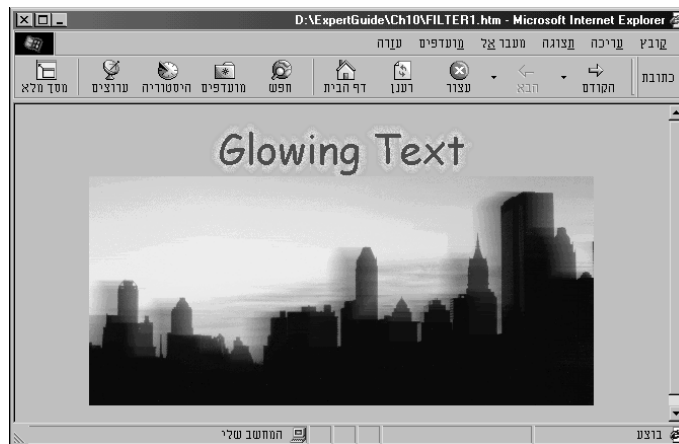 D:\ExpertGuide\Ch10\FILTER1.htm - Microsoft Internet Explorer
קובץ עריכה תצוגה מעבר אל מועדפים עזרה
כתובת הקודם הבא עצור רענן דף הבית חפש מועדפים היסטוריה ערוצים מסך מלא
Glowing Text
בוצע המחשב שלי